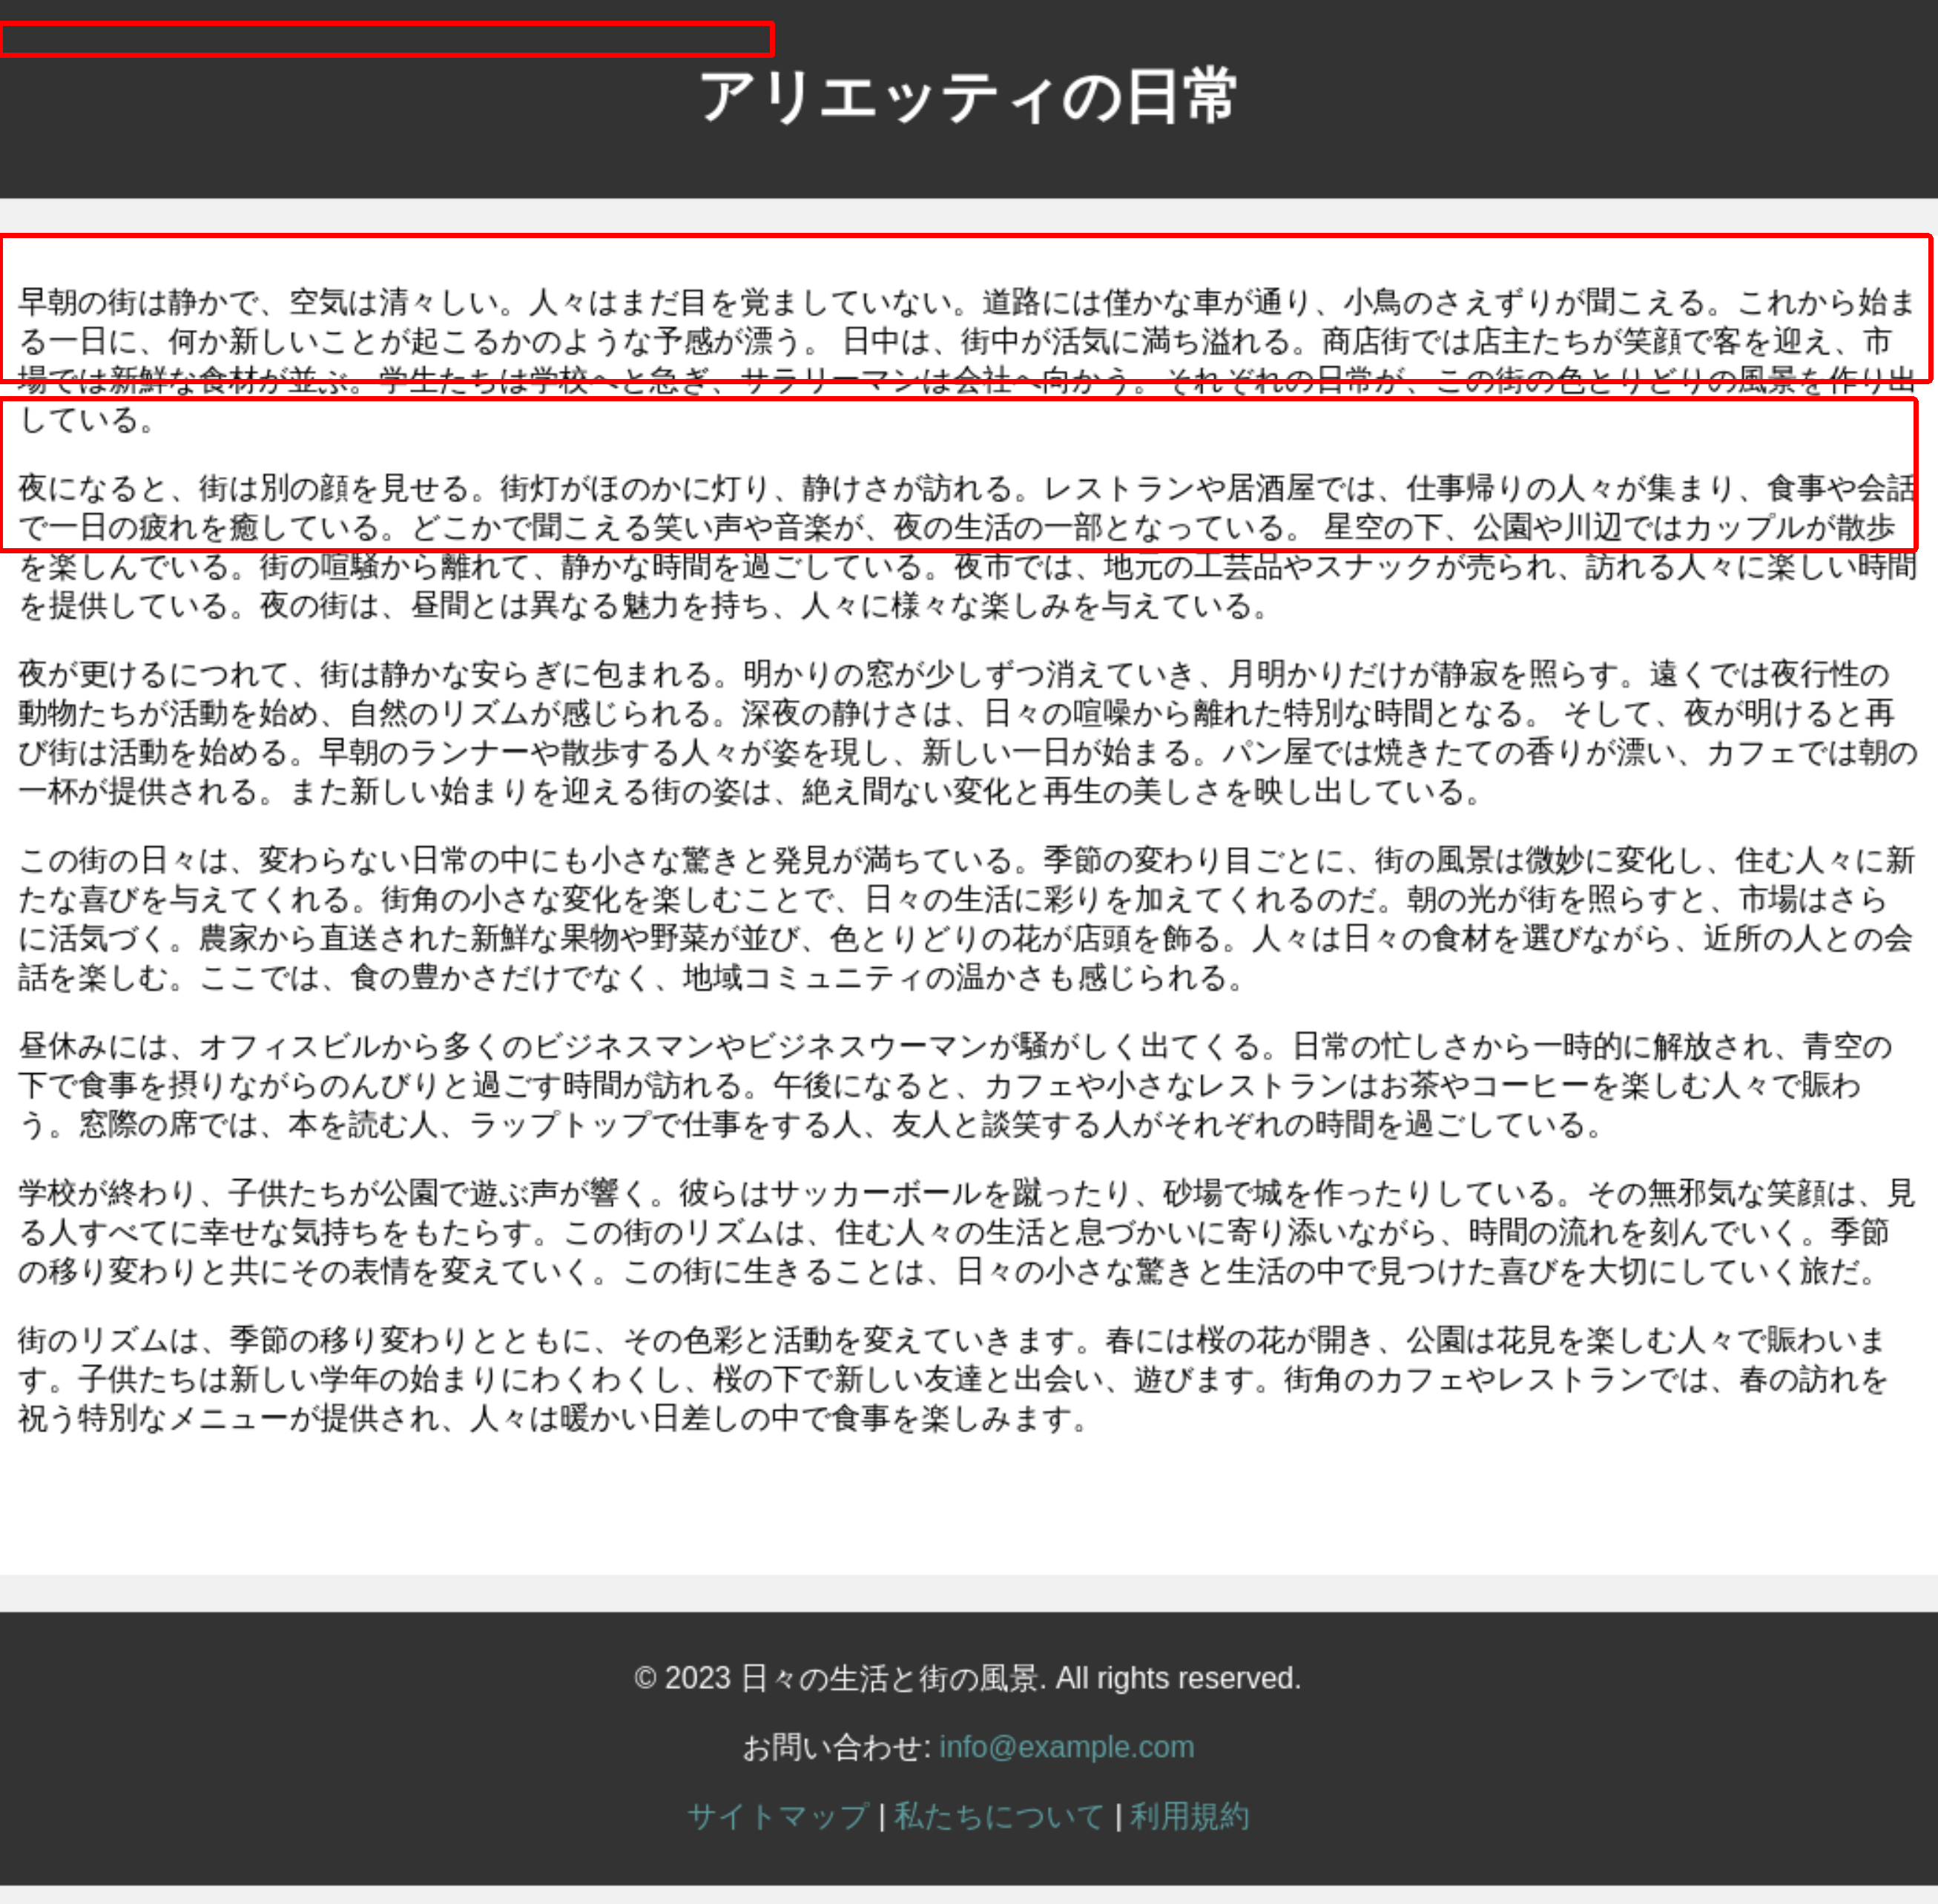 アリエッティの日常
早朝の街は静かで、空気は清々しい。人々はまだ目を覚ましていない。道路には僅かな車が通り、小鳥のさえずりが聞こえる。これから始ま
る一日に、何か新しいことが起こるかのような予感が漂う。 日中は、街中が活気に満ち溢れる。商店街では店主たちが笑顔で客を迎え、市
場では新鮮な食材が並ぶ。学生たちは学校へと急ぎ、サラリーマンは会社へ向かう。それぞれの日常が、この街の色とりどりの風景を作り出
している。
夜になると、街は別の顔を見せる。街灯がほのかに灯り、静けさが訪れる。レストランや居酒屋では、仕事帰りの人々が集まり、食事や会話
で一日の疲れを癒している。どこかで聞こえる笑い声や音楽が、夜の生活の一部となっている。 星空の下、公園や川辺ではカップルが散歩
を楽しんでいる。街の喧騒から離れて、静かな時間を過ごしている。夜市では、地元の工芸品やスナックが売られ、訪れる人々に楽しい時間
を提供している。夜の街は、昼間とは異なる魅力を持ち、人々に様々な楽しみを与えている。
夜が更けるにつれて、街は静かな安らぎに包まれる。明かりの窓が少しずつ消えていき、月明かりだけが静寂を照らす。遠くでは夜行性の
動物たちが活動を始め、自然のリズムが感じられる。深夜の静けさは、日々の喧噪から離れた特別な時間となる。 そして、夜が明けると再
び街は活動を始める。早朝のランナーや散歩する人々が姿を現し、新しい一日が始まる。パン屋では焼きたての香りが漂い、カフェでは朝の
一杯が提供される。また新しい始まりを迎える街の姿は、絶え間ない変化と再生の美しさを映し出している。
この街の日々は、変わらない日常の中にも小さな驚きと発見が満ちている。季節の変わり目ごとに、街の風景は微妙に変化し、住む人々に新
たな喜びを与えてくれる。街角の小さな変化を楽しむことで、日々の生活に彩りを加えてくれるのだ。朝の光が街を照らすと、市場はさら
に活気づく。農家から直送された新鮮な果物や野菜が並び、色とりどりの花が店頭を飾る。人々は日々の食材を選びながら、近所の人との会
話を楽しむ。ここでは、食の豊かさだけでなく、地域コミュニティの温かさも感じられる。
昼休みには、オフィスビルから多くのビジネスマンやビジネスウーマンが騒がしく出てくる。日常の忙しさから一時的に解放され、青空の
下で食事を摂りながらのんびりと過ごす時間が訪れる。午後になると、カフェや小さなレストランはお茶やコーヒーを楽しむ人々で賑わ
う。窓際の席では、本を読む人、ラップトップで仕事をする人、友人と談笑する人がそれぞれの時間を過ごしている。
学校が終わり、子供たちが公園で遊ぶ声が響く。彼らはサッカーボールを蹴ったり、砂場で城を作ったりしている。その無邪気な笑顔は、見
る人すべてに幸せな気持ちをもたらす。この街のリズムは、住む人々の生活と息づかいに寄り添いながら、時間の流れを刻んでいく。季節
の移り変わりと共にその表情を変えていく。この街に生きることは、日々の小さな驚きと生活の中で見つけた喜びを大切にしていく旅だ。
街のリズムは、季節の移り変わりとともに、その色彩と活動を変えていきます。春には桜の花が開き、公園は花見を楽しむ人々で賑わいま
す。子供たちは新しい学年の始まりにわくわくし、桜の下で新しい友達と出会い、遊びます。街角のカフェやレストランでは、春の訪れを
祝う特別なメニューが提供され、人々は暖かい日差しの中で食事を楽しみます。
© 2023 日々の生活と街の風景. All rights reserved.
お問い合わせ: info@example.com
サイトマップ | 私たちについて | 利用規約